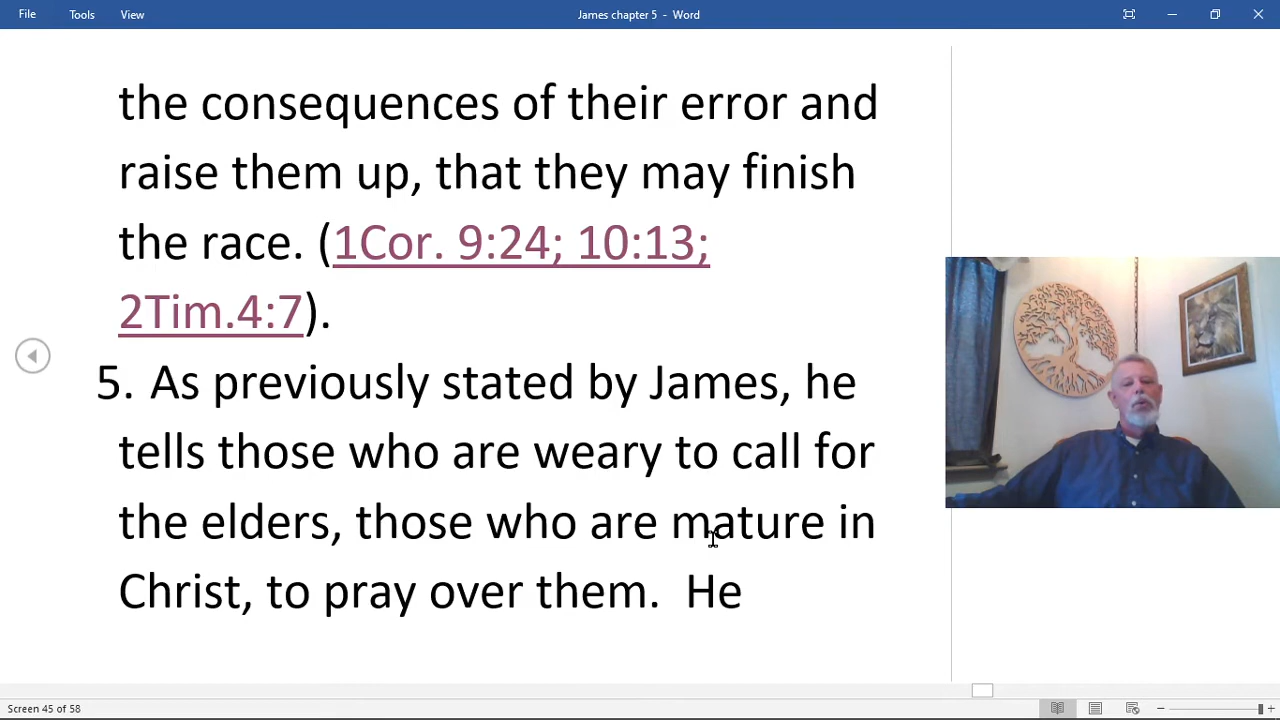 File Tools View James chapter 5 - Word
the consequences of their error and
raise them up, that they may finish
the race. (1Cor. 9:24; 10:13;
2Tim.4:7).
5. As previously stated by James, he
tells those who are weary to call for
the elders, those who are mature in
Christ, to pray over them.  He
Screen 45 of 58